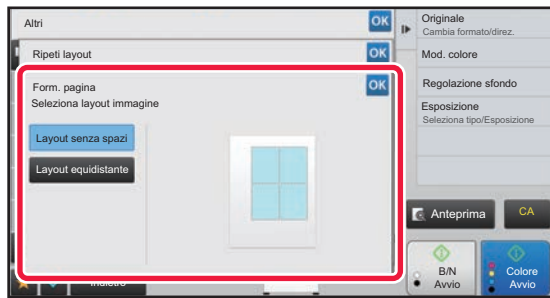 Altri
OK
Ripeti layout
OK
Form. pagina
OK
Seleziona layout immagine
Layout senza spazi
Layout equidistante
Originale
Cambia formato/direz.
Mod. colore
Regolazione sfondo
Esposizione
Seleziona tipo/Esposizione
Anteprima
CA
B/N
Avvio
Colore
Avvio